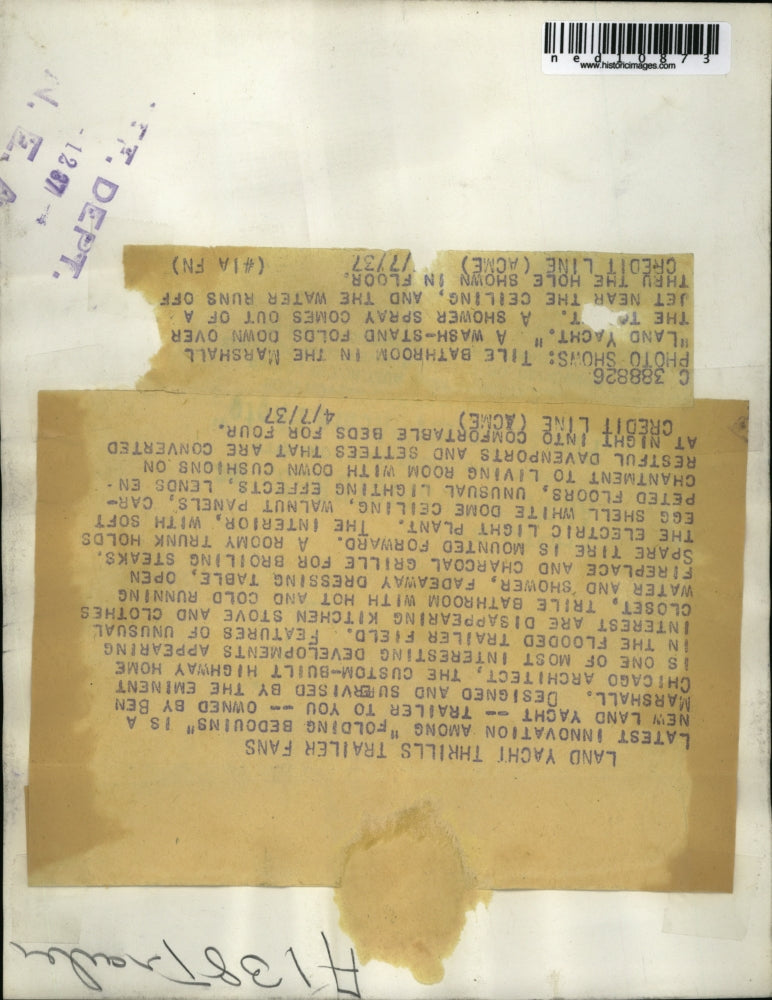 ned10873
www.historicimages.com
FF. DEPT.
N. E. A.
LAND YACHT THRILLS TRAILER FANS
LATEST INNOVATION AMONG "FOLDING BEDOUINS" IS A
NEW LAND YACHT -- TRAILER TO YOU -- OWNED BY BEN
MARSHALL. DESIGNED AND SUPERVISED BY THE EMINENT
CHICAGO ARCHITECT, THE CUSTOM-BUILT HIGHWAY HOME
IS ONE OF MOST INTERESTING DEVELOPMENTS APPEARING
IN THE FLOODED TRAILER FIELD. FEATURES OF UNUSUAL
INTEREST ARE DISAPPEARING KITCHEN STOVE AND CLOTHES
CLOSET, TRILE BATHROOM WITH HOT AND COLD RUNNING
WATER AND SHOWER, FADEAWAY DRESSING TABLE, OPEN
FIREPLACE AND CHARCOAL GRILLE FOR BROILING STEAKS.
SPARE TIRE IS MOUNTED FORWARD. A ROOMY TRUNK HOLDS
THE ELECTRIC LIGHT PLANT. THE INTERIOR, WITH SOFT
EGG SHELL WHITE DOME CEILING, WALNUT PANELS, CAR-
PETED FLOORS, UNUSUAL LIGHTING EFFECTS, LENDS EN-
CHANTMENT TO LIVING ROOM WITH DOWN CUSHIONS ON
RESTFUL DAVENPORTS AND SETTEES THAT ARE CONVERTED
AT NIGHT INTO COMFORTABLE BEDS FOR FOUR.
CREDIT LINE (ACME) 4/7/37
C 388826
PHOTO SHOWS: TILE BATHROOM IN THE MARSHALL
"LAND YACHT." A WASH-STAND FOLDS DOWN OVER
THE TO T. A SHOWER SPRAY COMES OUT OF A
JET NEAR THE CEILING, AND THE WATER RUNS OFF
THRU THE HOLE SHOWN IN FLOOR.
CREDIT LINE (ACME) /7/37 (#1A FN)
A138 Trailer